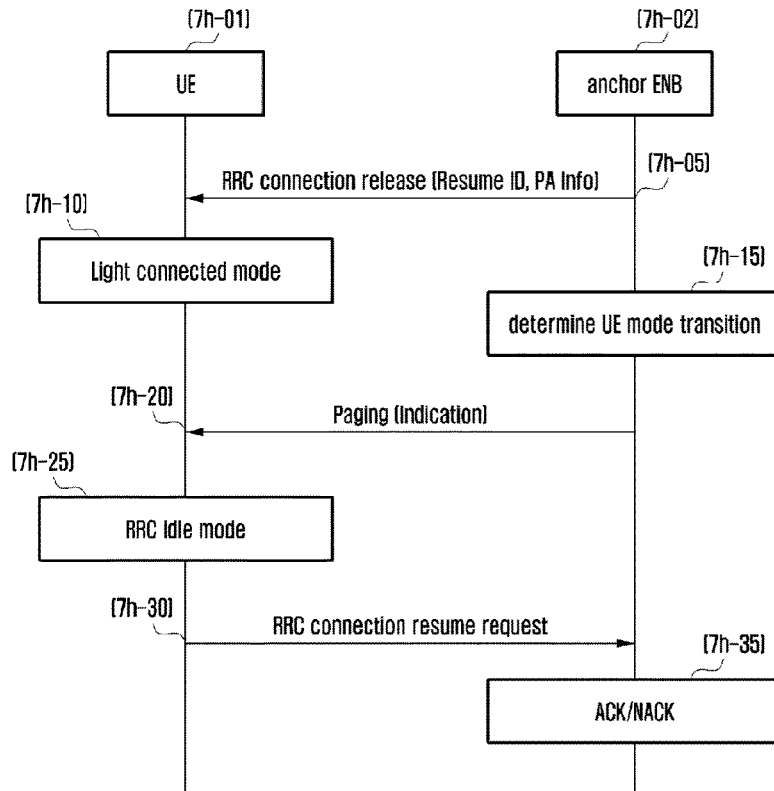 (7h-01)
(7h-02)
UE
anchor ENB
(7h-05)
RRC connection release (Resume ID, PA Info)
(7h-10)
Light connected mode
(7h-15)
determine UE mode transition
(7h-20)
Paging (Indication)
(7h-25)
RRC Idle mode
(7h-30)
RRC connection resume request
(7h-35)
ACK/NACK